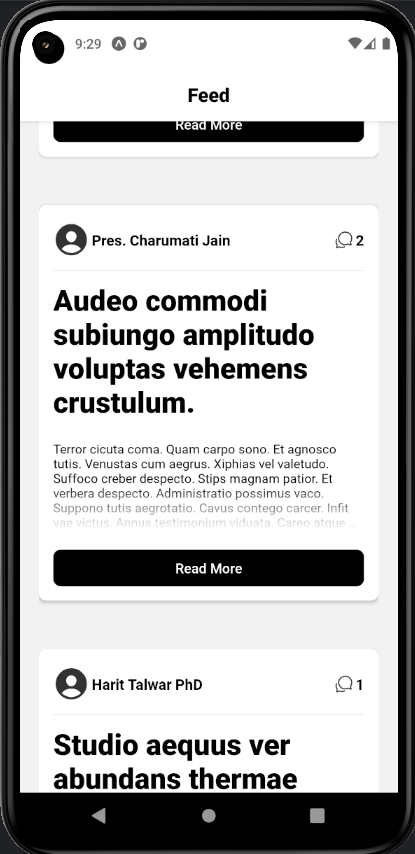 9:29
Feed
Read More
Pres. Charumati Jain
2
Audeo commodi
subiungo amplitudo
voluptas vehemens
crustulum.
Terror cicuta coma. Quam carpo sono. Et agnosco
tutis. Venustas cum aegrus. Xiphias vel valetudo.
Suffoco creber despecto. Stips magnam patior. Et
verbera despecto. Administratio possimus vaco.
Suppono tutis aegrotatio. Cavus contego carcer. Infit
vae victus. Annus testimonium viduata. Careo atque ...
Read More
Harit Talwar PhD
1
Studio aequus ver
abundans thermae